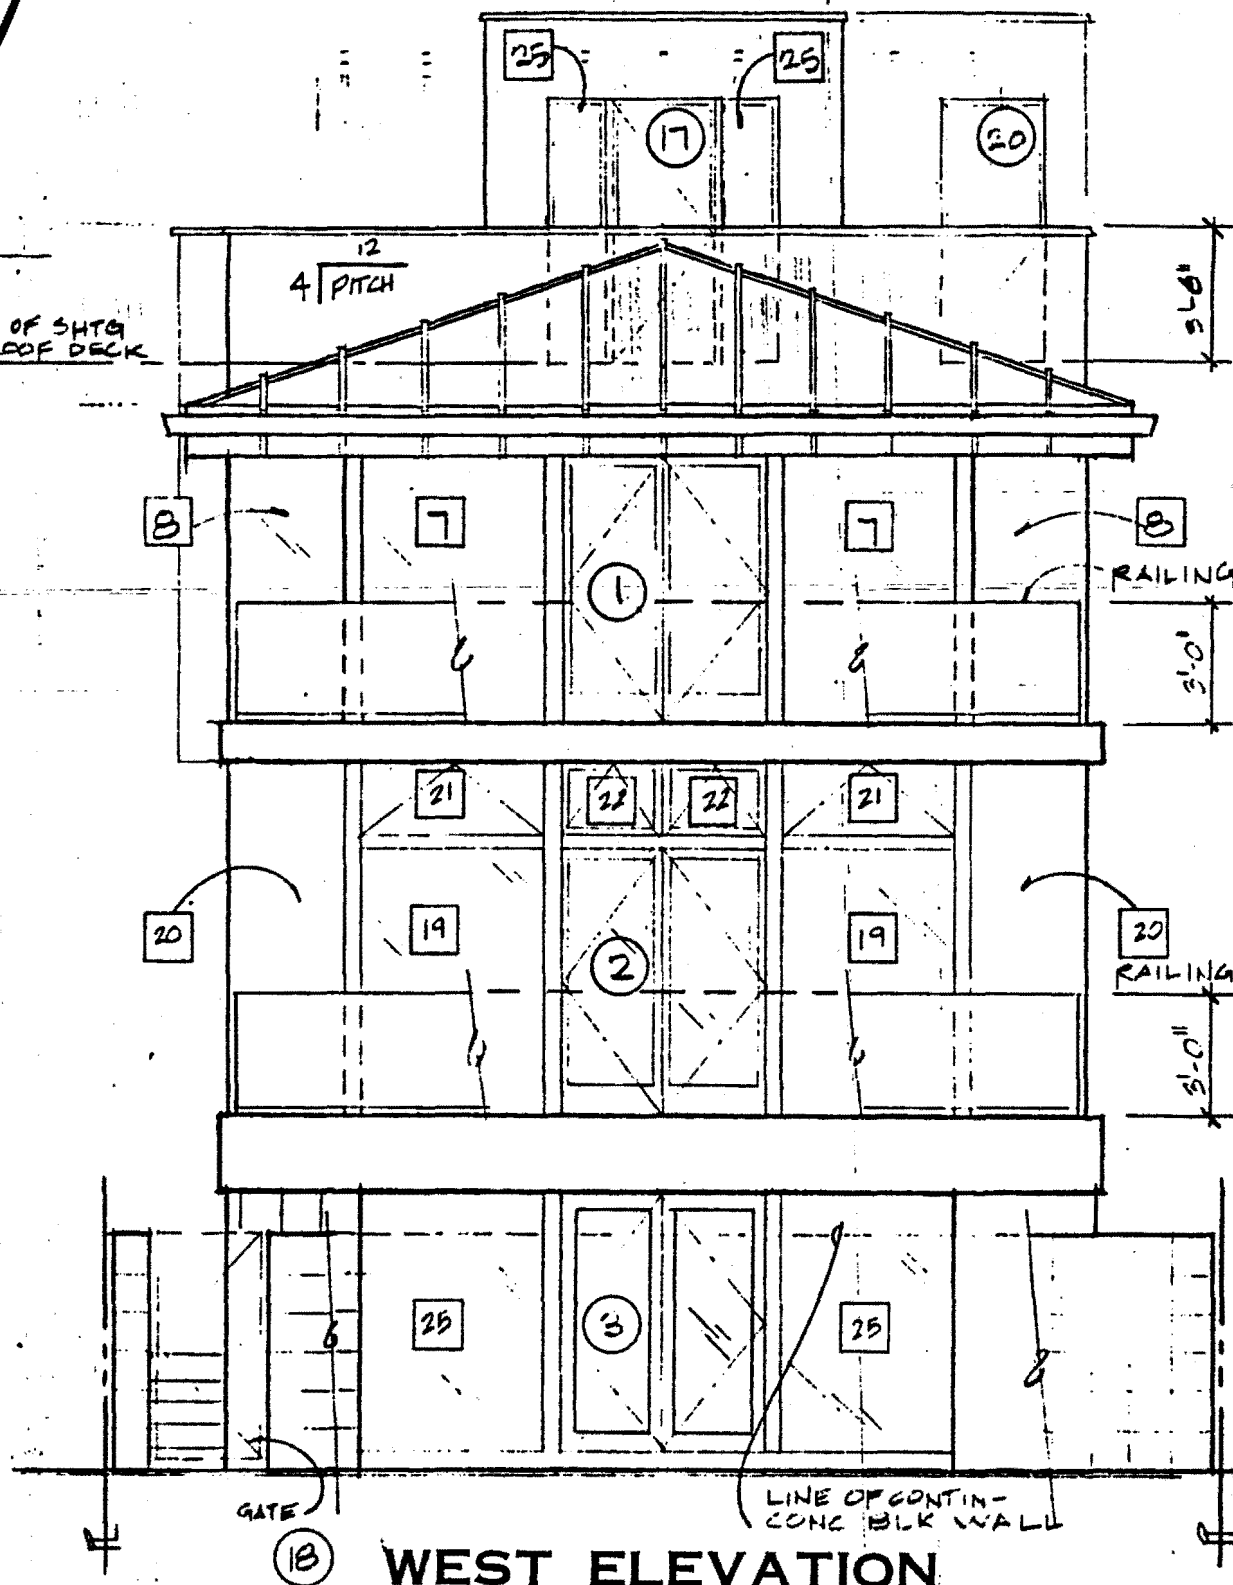 25
25
17
20
12
4 PITCH
3'-6"
OF SHTG
OOF DECK
8
7
7
8
1
RAILING
3'-0"
21
22
22
21
20
19
2
19
20
RAILING
3'-0"
25
3
25
GATE
18
LINE OF CONTIN-
CONC BLK WALL
WEST ELEVATION